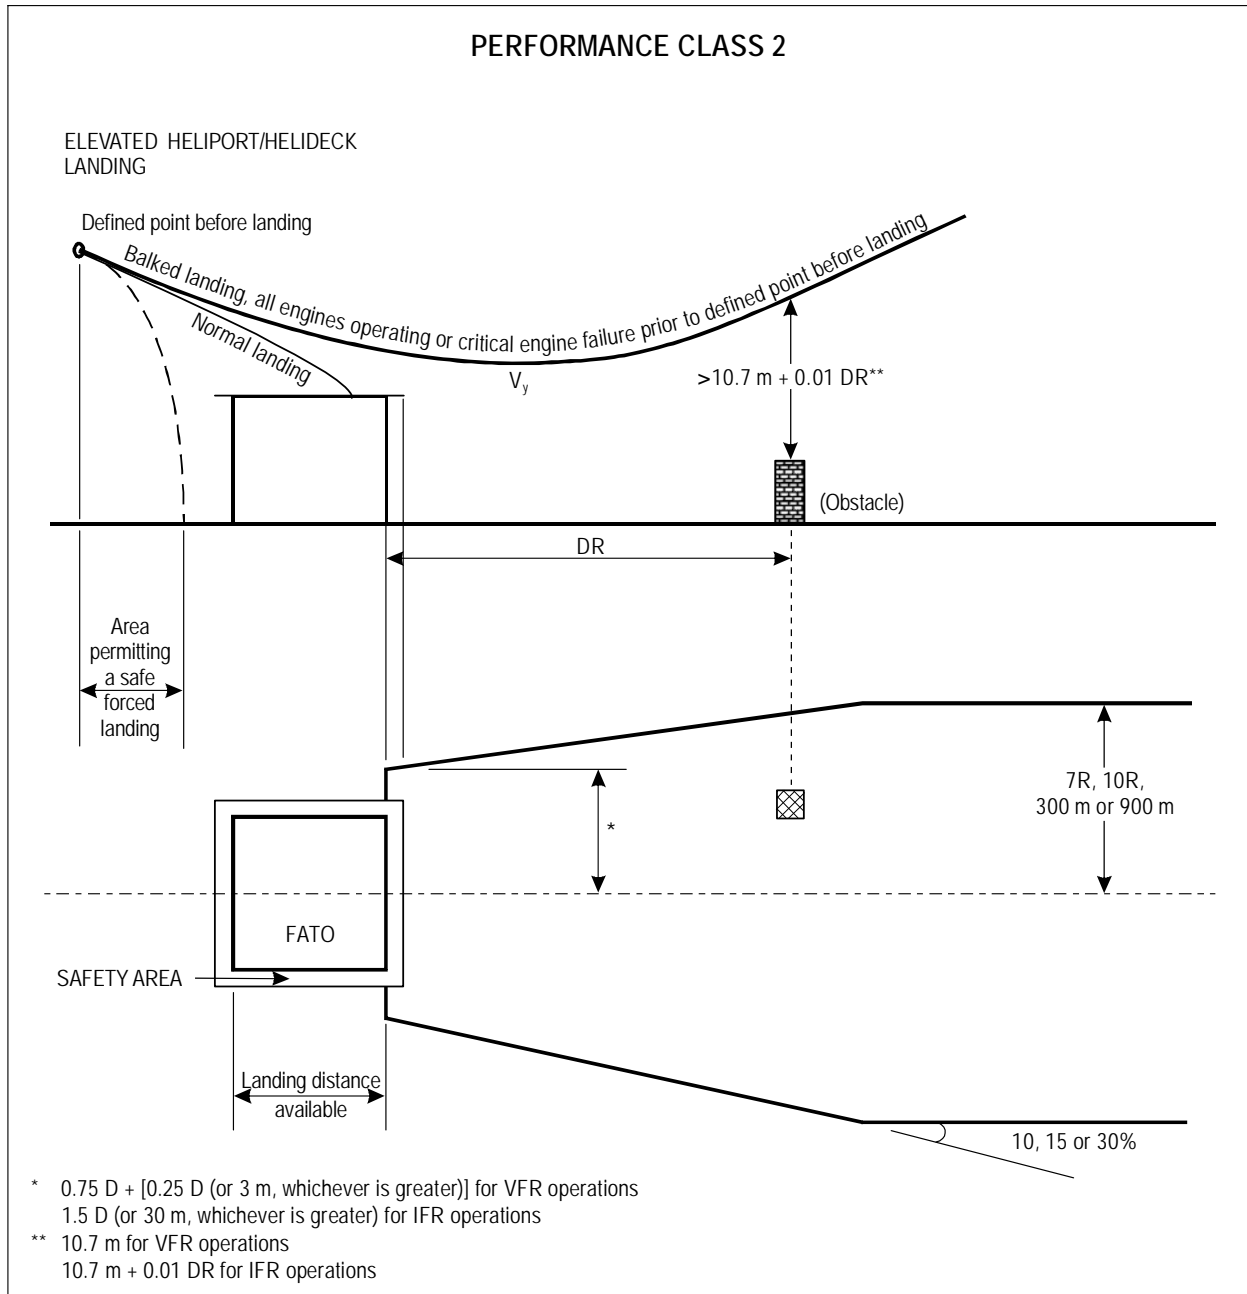 PERFORMANCE CLASS 2
ELEVATED HELIPORT/HELIDECK
LANDING
Defined point before landing
Balked landing, all engines operating or critical engine failure prior to defined point before landing
Normal landing
Vy
>10.7 m + 0.01 DR**
(Obstacle)
DR
Area
permitting
a safe
forced
landing
7R, 10R,
300 m or 900 m
*
FATO
SAFETY AREA
Landing distance
available
10, 15 or 30%
* 0.75 D + [0.25 D (or 3 m, whichever is greater)] for VFR operations
1.5 D (or 30 m, whichever is greater) for IFR operations
** 10.7 m for VFR operations
10.7 m + 0.01 DR for IFR operations